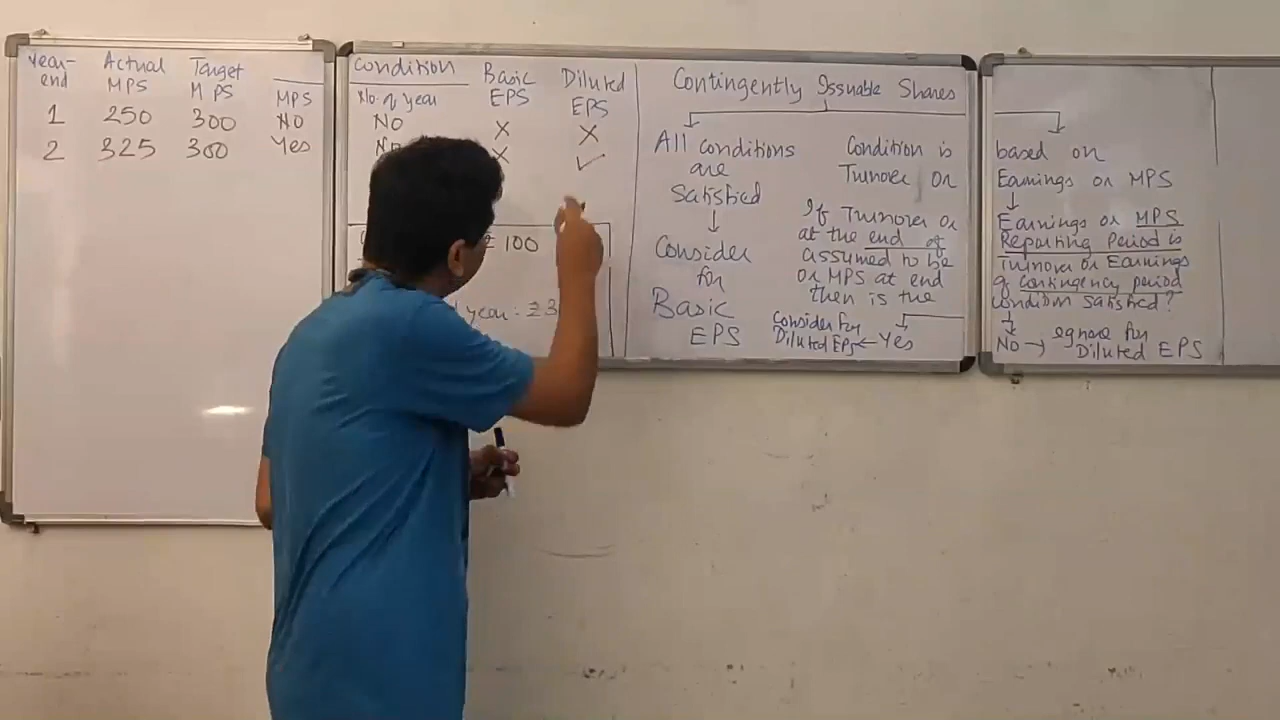 Year-
end
Actual
MPS
Target
MPS
MPS
1 250 300 No
2 325 300 Yes
Condition
No. of year
Basic
EPS
Diluted
EPS
No X X
No X ✓
₹ 100
year: ₹3
Contingently Issuable Shares
All conditions
are
Satisfied
↓
Consider
for
Basic
EPS
Condition is
Turnover or
If Turnover or
at the end of
assumed to be
or MPS at end
then is the
Consider for
Diluted EPS ← Yes
based on
Earnings or MPS
↓
Earnings or MPS
Reporting Period is
Turnover or Earnings
of Contingency period
condition satisfied?
↓
No → ignore for
Diluted EPS